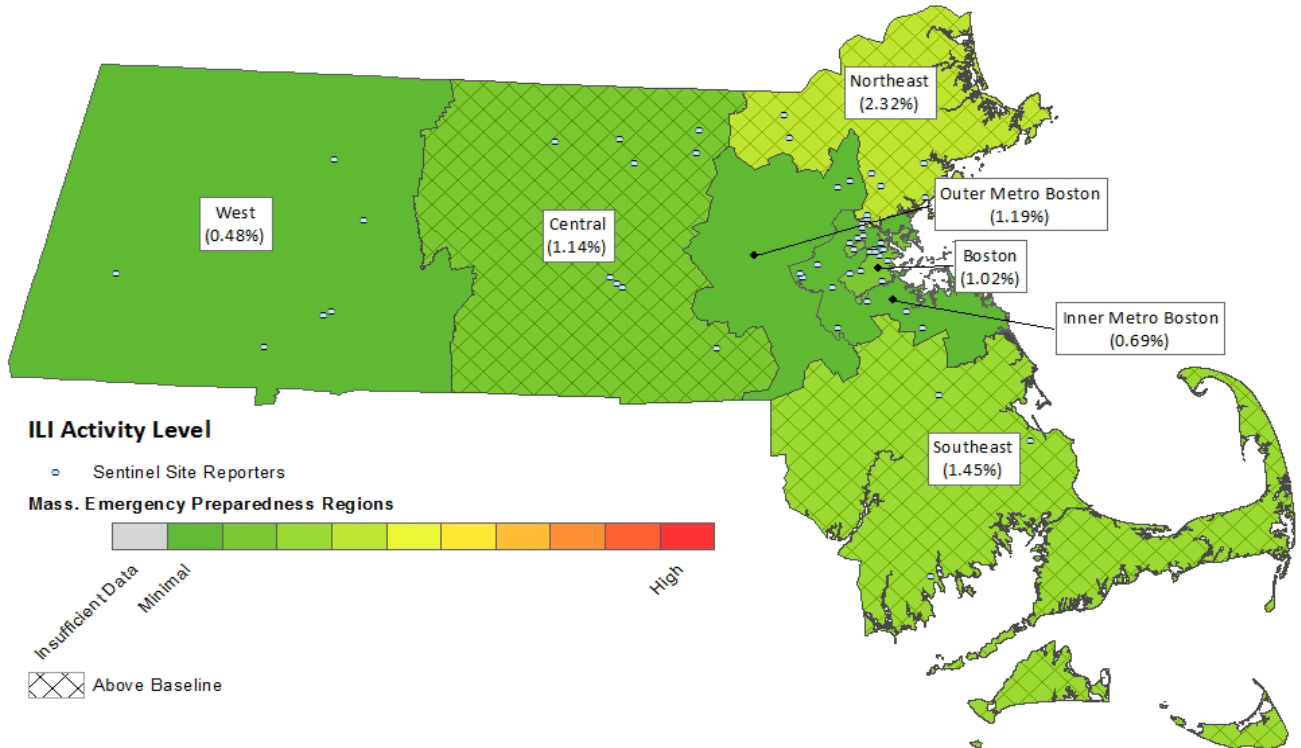 Northeast
(2.32%)
Outer Metro Boston
(1.19%)
West
(0.48%)
Central
(1.14%)
Boston
(1.02%)
Inner Metro Boston
(0.69%)
Southeast
(1.45%)
ILI Activity Level
Sentinel Site Reporters
Mass. Emergency Preparedness Regions
Insufficient Data
Minimal
High
Above Baseline